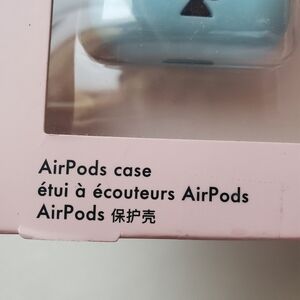 AirPods case
étui à écouteurs AirPods
AirPods 保护壳